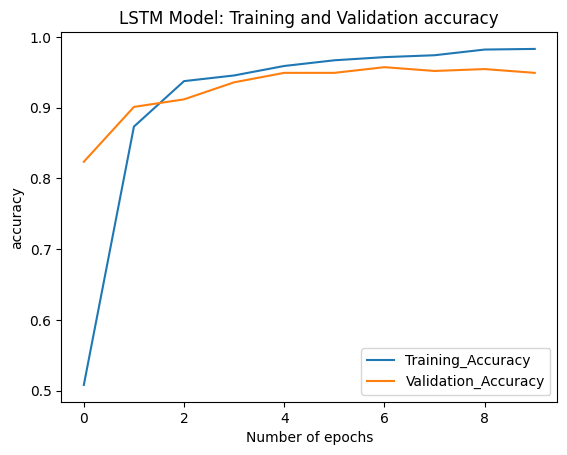 LSTM Model: Training and Validation accuracy
1.0
0.9
0.8
0.7
0.6
0.5
accuracy
Training_Accuracy
Validation_Accuracy
0 2 4 6 8
Number of epochs